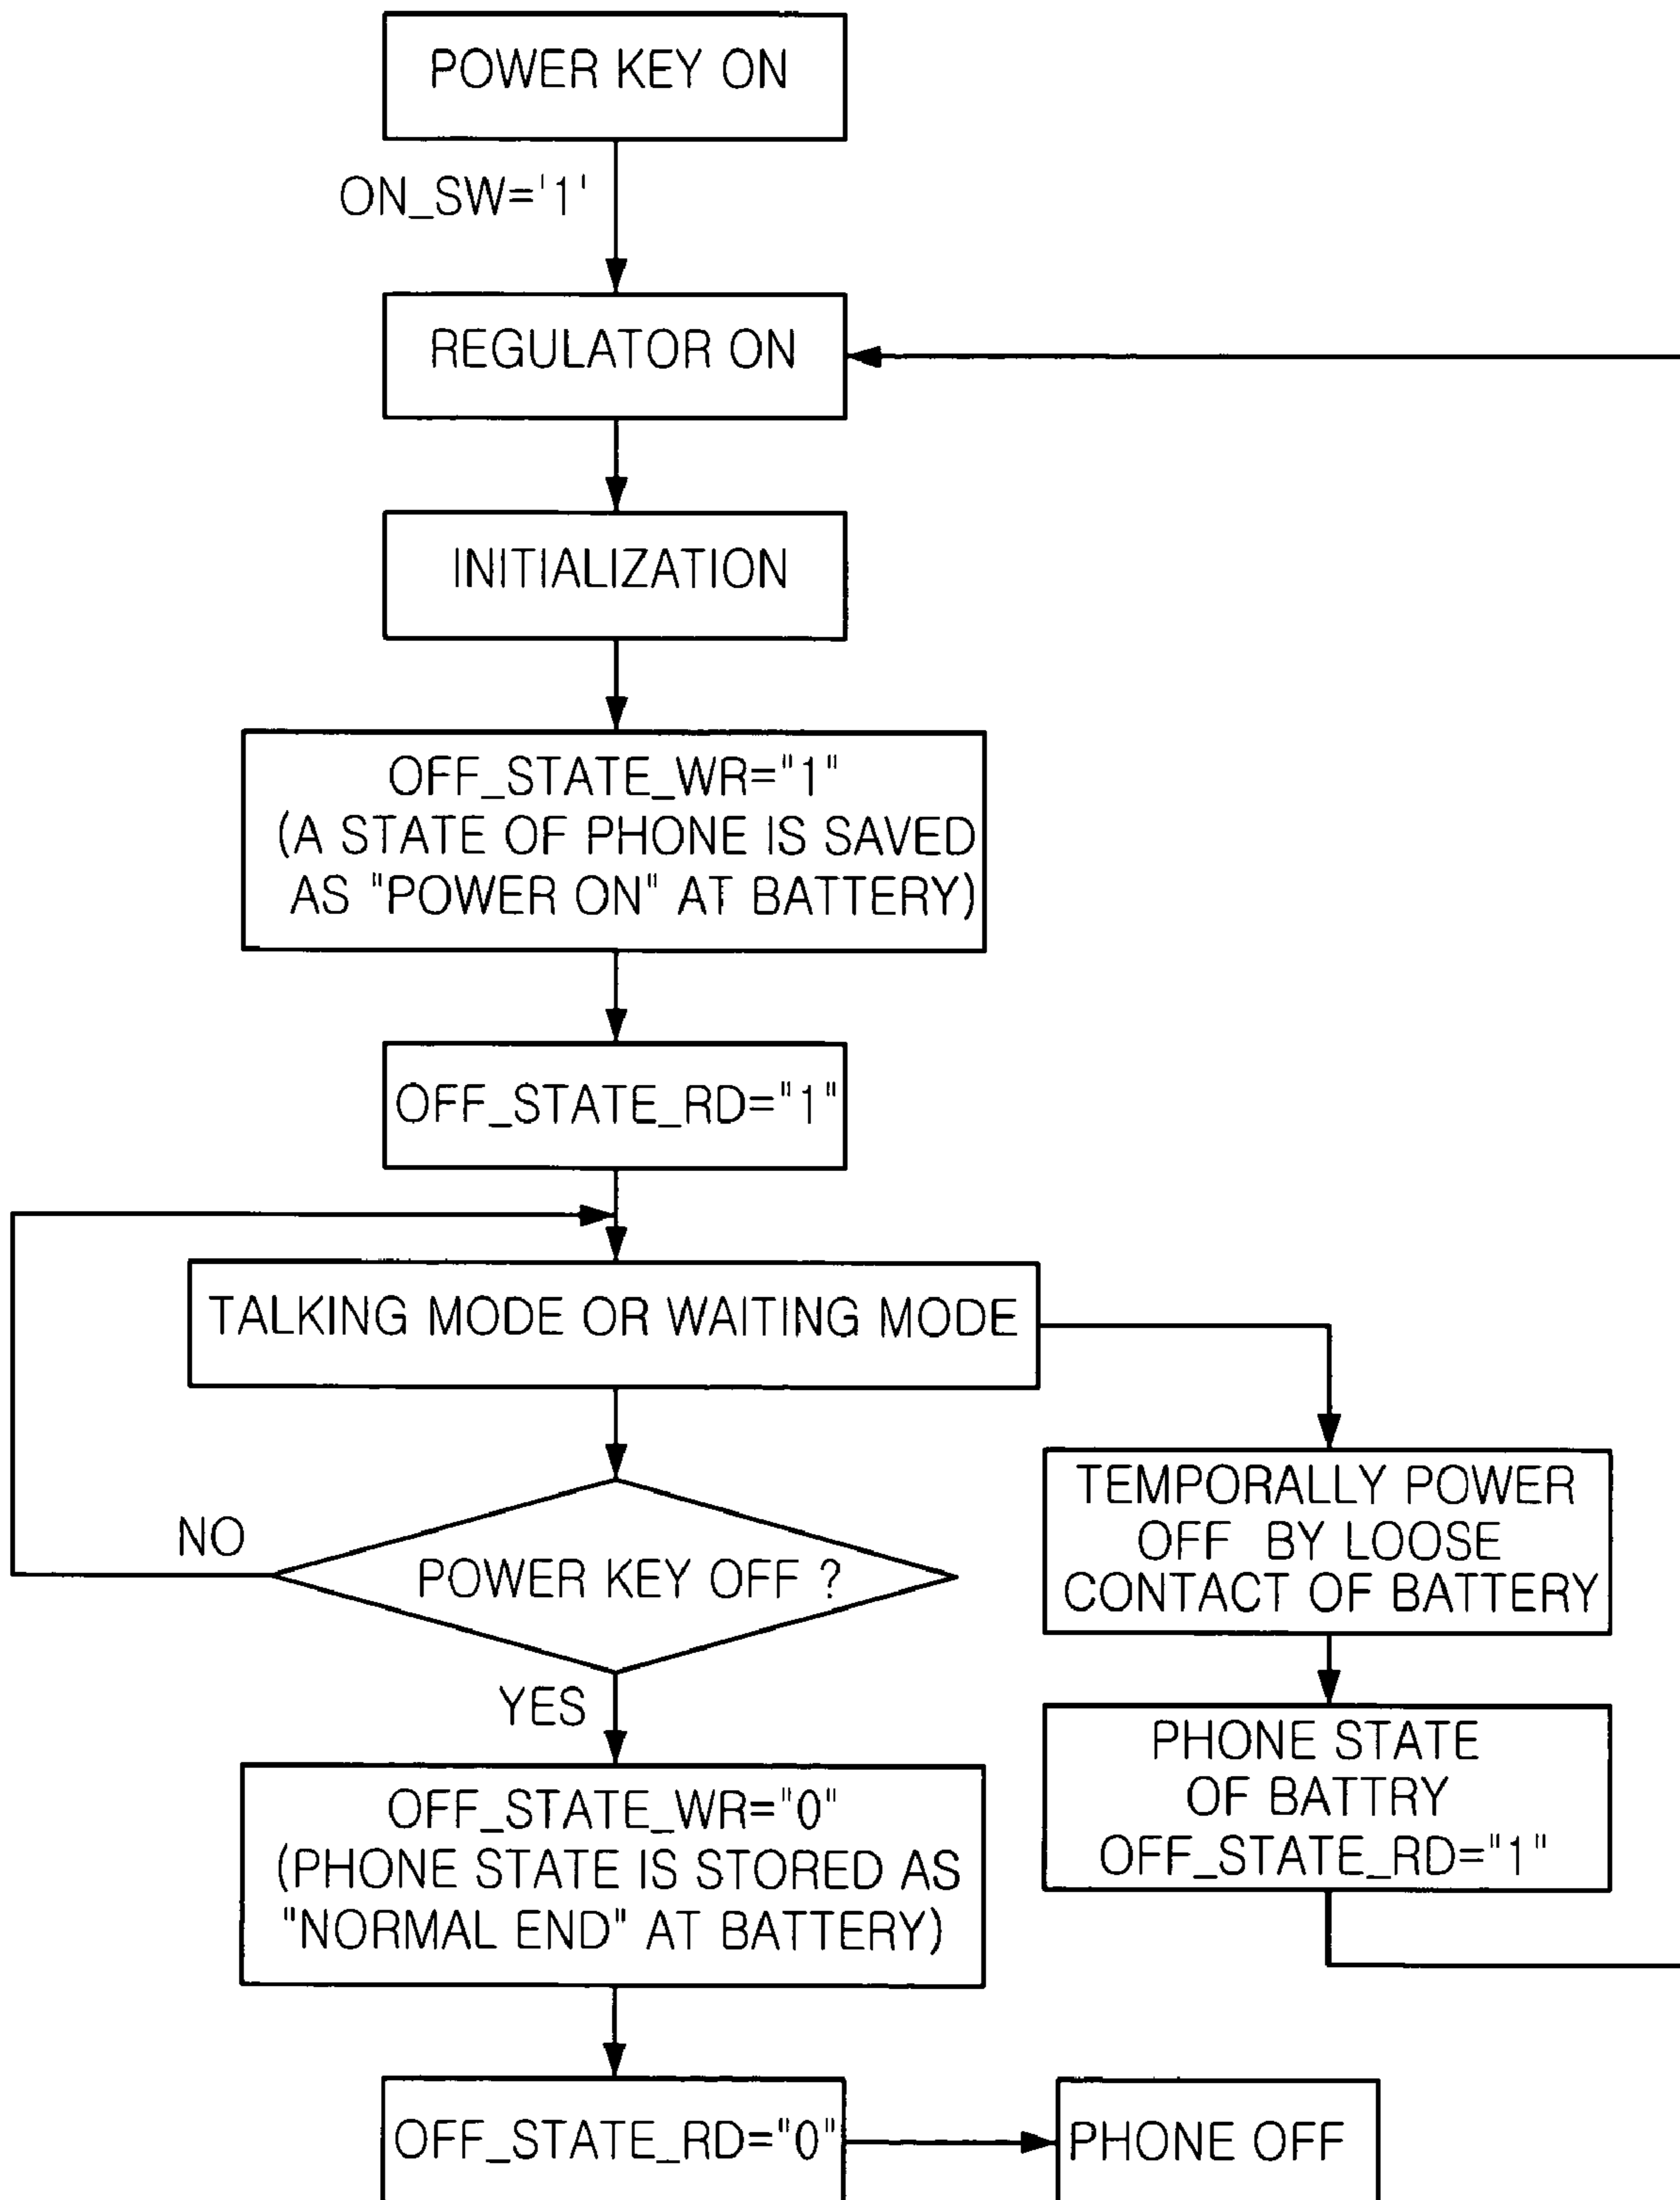 POWER KEY ON
ON_SW='1'
REGULATOR ON
INITIALIZATION
OFF_STATE_WR="1"
(A STATE OF PHONE IS SAVED
AS "POWER ON" AT BATTERY)
OFF_STATE_RD="1"
TALKING MODE OR WAITING MODE
POWER KEY OFF ?
NO
YES
TEMPORALLY POWER
OFF BY LOOSE
CONTACT OF BATTERY
PHONE STATE
OF BATTRY
OFF_STATE_RD="1"
OFF_STATE_WR="0"
(PHONE STATE IS STORED AS
"NORMAL END" AT BATTERY)
OFF_STATE_RD="0"
PHONE OFF